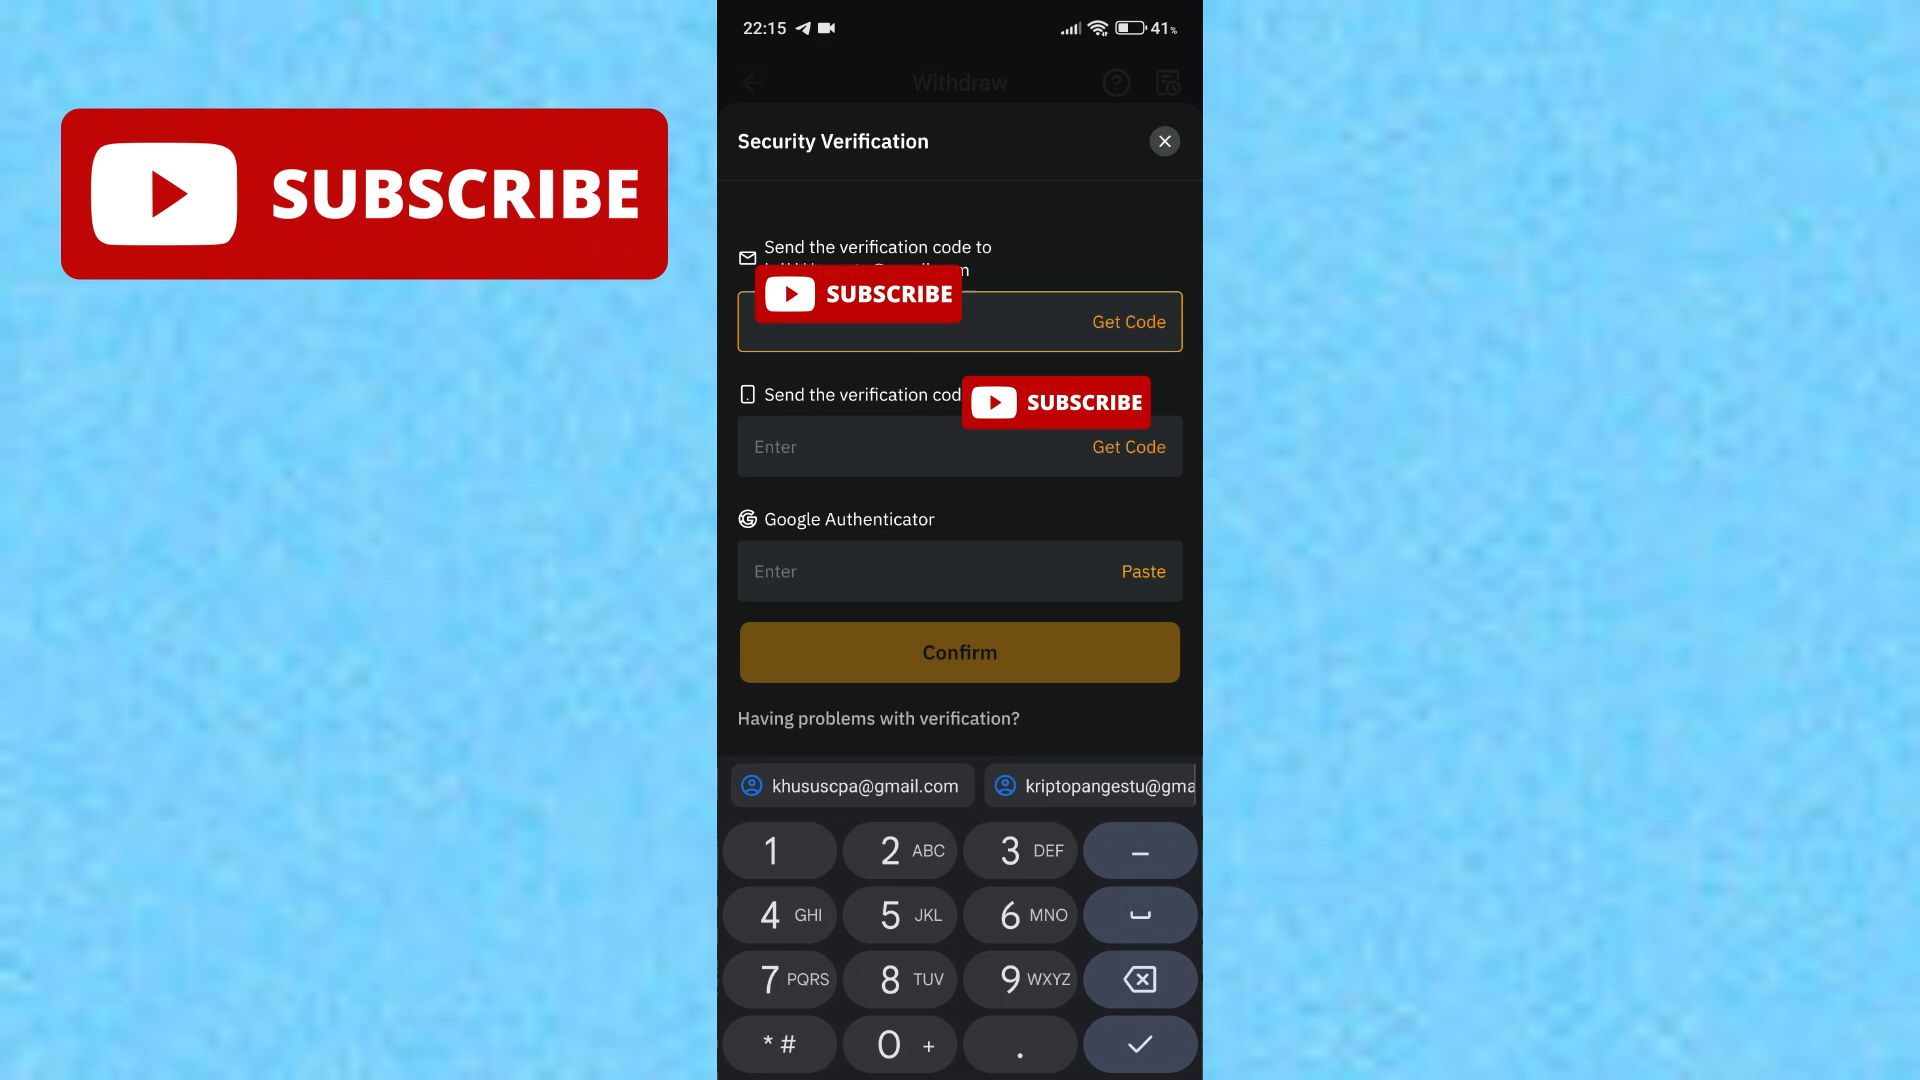 22:15
41%
Withdraw
SUBSCRIBE
Security Verification
Send the verification code to
SUBSCRIBE
Get Code
Send the verification cod
SUBSCRIBE
Enter
Get Code
Google Authenticator
Enter
Paste
Confirm
Having problems with verification?
khususcpa@gmail.com
kriptopangestu@gma
1
2 ABC
3 DEF
–
4 GHI
5 JKL
6 MNO
7 PQRS
8 TUV
9 WXYZ
* #
0 +
.